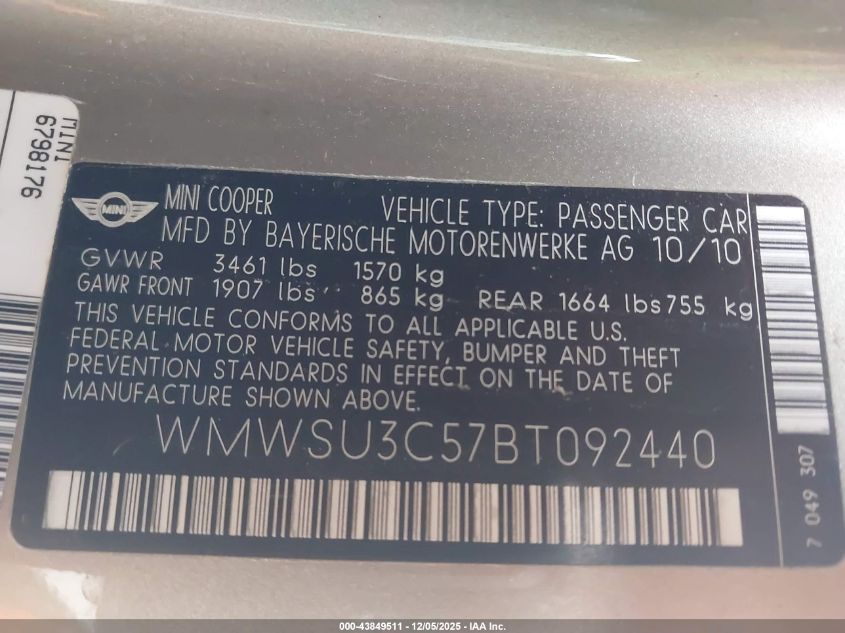 MINI
6798176
MINI
MINI COOPER VEHICLE TYPE: PASSENGER CAR
MFD BY BAYERISCHE MOTORENWERKE AG 10/10
GVWR 3461 lbs 1570 kg
GAWR FRONT 1907 lbs 865 kg REAR 1664 lbs 755 kg
THIS VEHICLE CONFORMS TO ALL APPLICABLE U.S.
FEDERAL MOTOR VEHICLE SAFETY, BUMPER AND THEFT
PREVENTION STANDARDS IN EFFECT ON THE DATE OF
MANUFACTURE SHOWN ABOVE.
WMWSU3C57BT092440
7 049 307
000-43849511 - 12/05/2025 - IAA Inc.